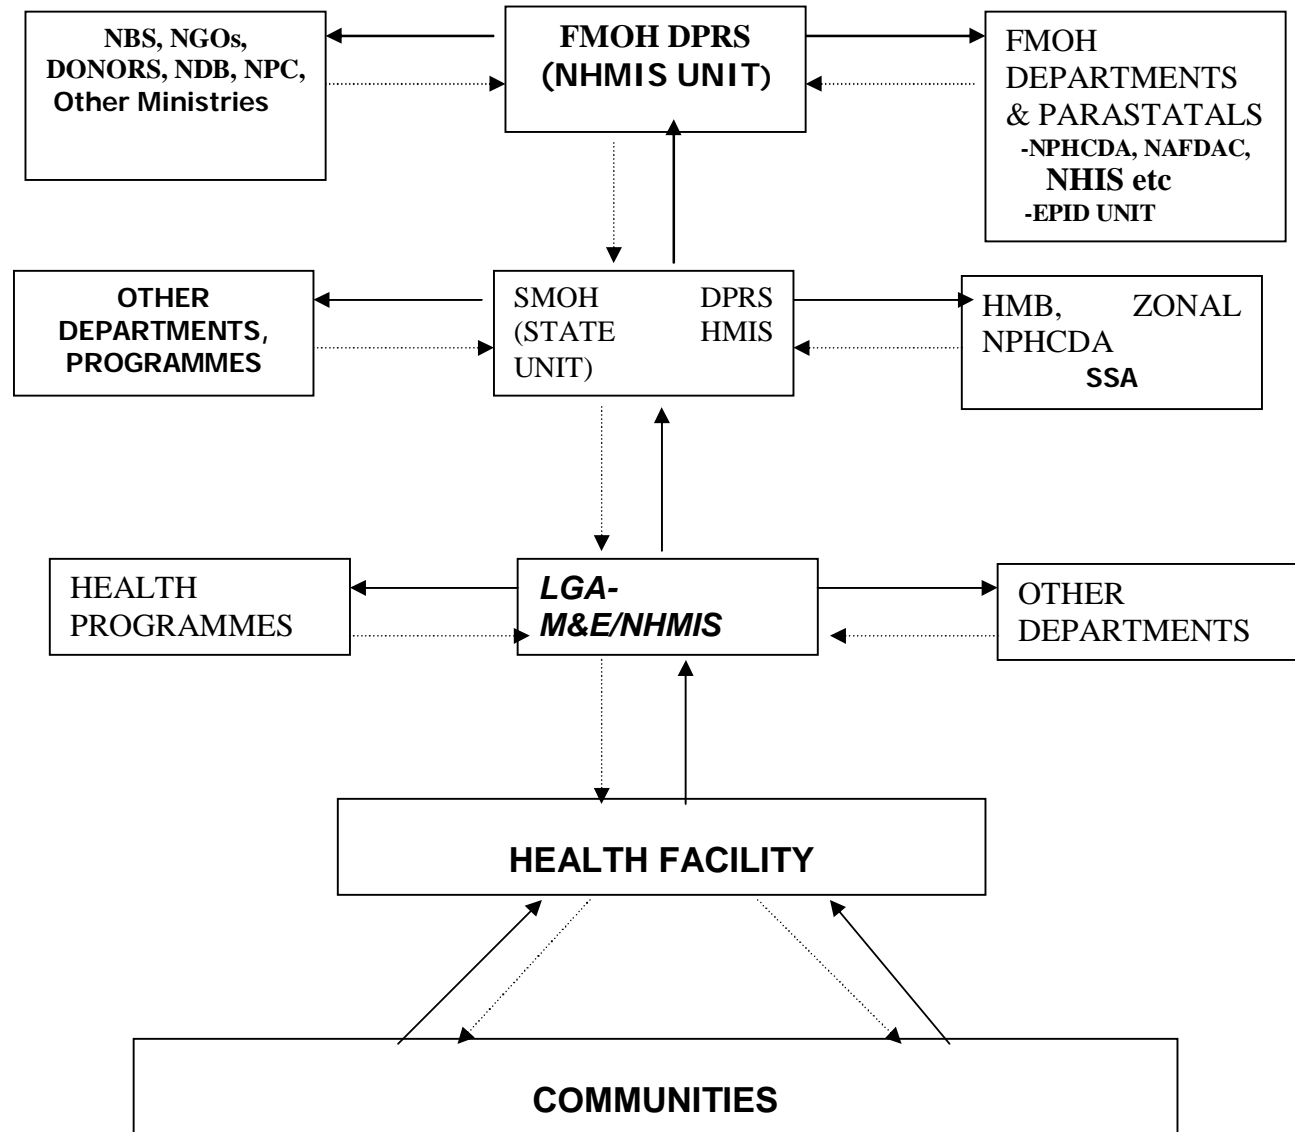 NBS, NGOs,
DONORS, NDB, NPC,
Other Ministries
FMOH DPRS
(NHMIS UNIT)
FMOH
DEPARTMENTS
& PARASTATALS
-NPHCDA, NAFDAC,
NHIS etc
-EPID UNIT
OTHER
DEPARTMENTS,
PROGRAMMES
SMOH DPRS
(STATE HMIS
UNIT)
HMB, ZONAL
NPHCDA
SSA
HEALTH
PROGRAMMES
LGA-
M&E/NHMIS
OTHER
DEPARTMENTS
HEALTH FACILITY
COMMUNITIES